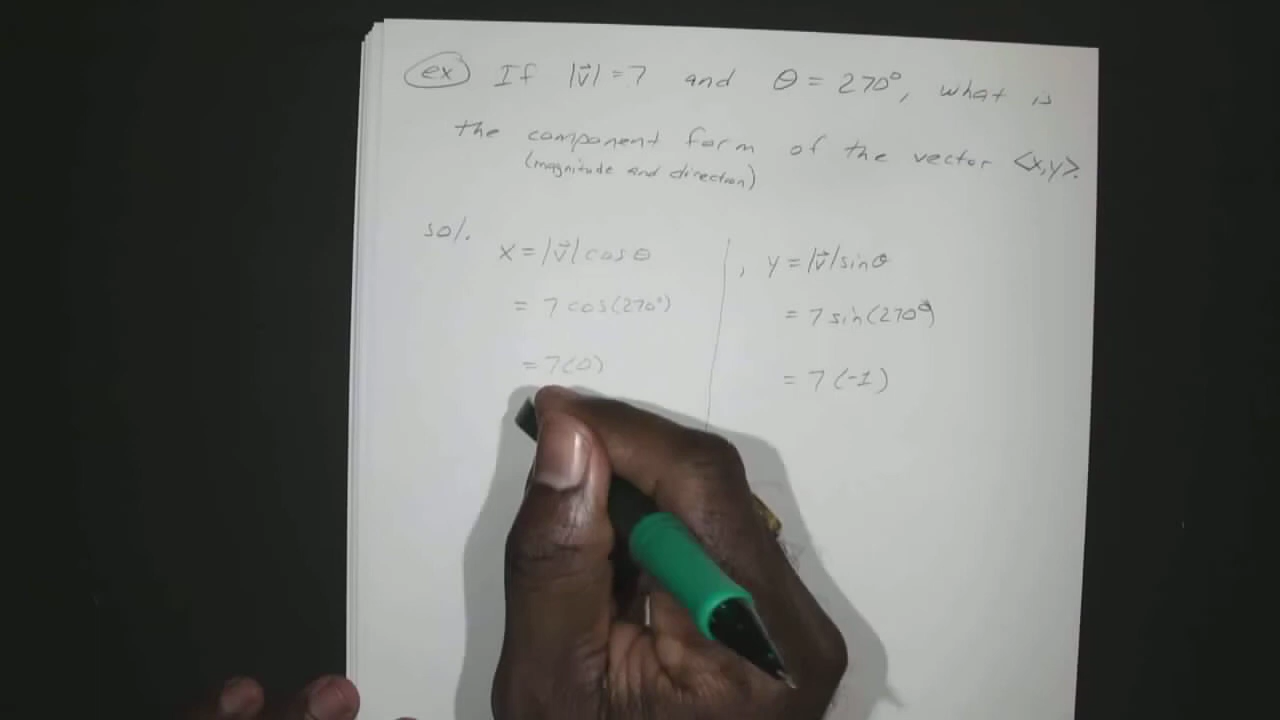 ex If |v⃗| = 7 and θ = 270°, what is
the component form of the vector <x,y>.
(magnitude and direction)
sol.
x = |v⃗| cos θ , y = |v⃗| sin θ
= 7 cos(270°) = 7 sin(270°)
= 7(0) = 7(-1)